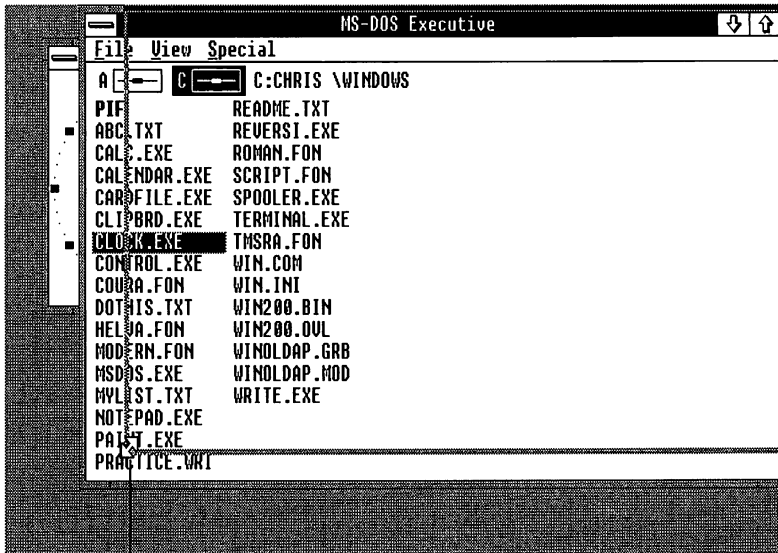 MS-DOS Executive
File View Special
A C C:CHRIS \WINDOWS
PIF README.TXT
ABC.TXT REVERSI.EXE
CALC.EXE ROMAN.FON
CALENDAR.EXE SCRIPT.FON
CARDFILE.EXE SPOOLER.EXE
CLIPBRD.EXE TERMINAL.EXE
CLOCK.EXE TMSRA.FON
CONTROL.EXE WIN.COM
COURA.FON WIN.INI
DOTHIS.TXT WIN200.BIN
HELVA.FON WIN200.OVL
MODERN.FON WINOLDAP.GRB
MSDOS.EXE WINOLDAP.MOD
MYLIST.TXT WRITE.EXE
NOTEPAD.EXE
PAINT.EXE
PRACTICE.WRI